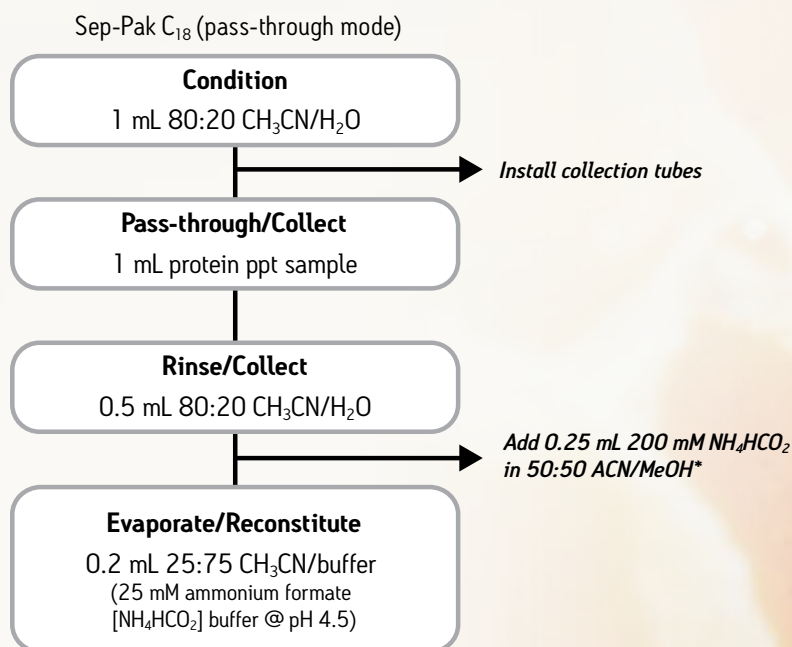 Sep-Pak C₁₈ (pass-through mode)
Condition
1 mL 80:20 CH₃CN/H₂O
Install collection tubes
Pass-through/Collect
1 mL protein ppt sample
Rinse/Collect
0.5 mL 80:20 CH₃CN/H₂O
Add 0.25 mL 200 mM NH₄HCO₂
in 50:50 ACN/MeOH*
Evaporate/Reconstitute
0.2 mL 25:75 CH₃CN/buffer
(25 mM ammonium formate
[NH₄HCO₂] buffer @ pH 4.5)